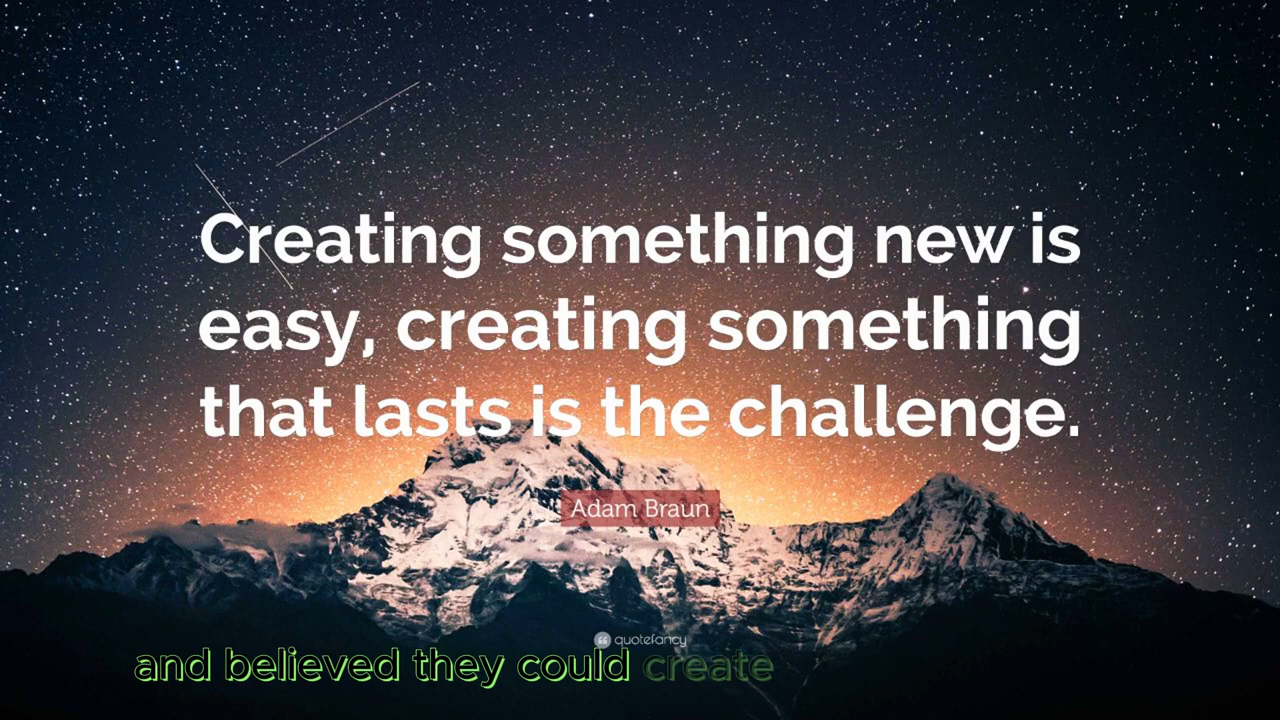 Creating something new is
easy, creating something
that lasts is the challenge.
Adam Braun
quotefancy
and believed they could create